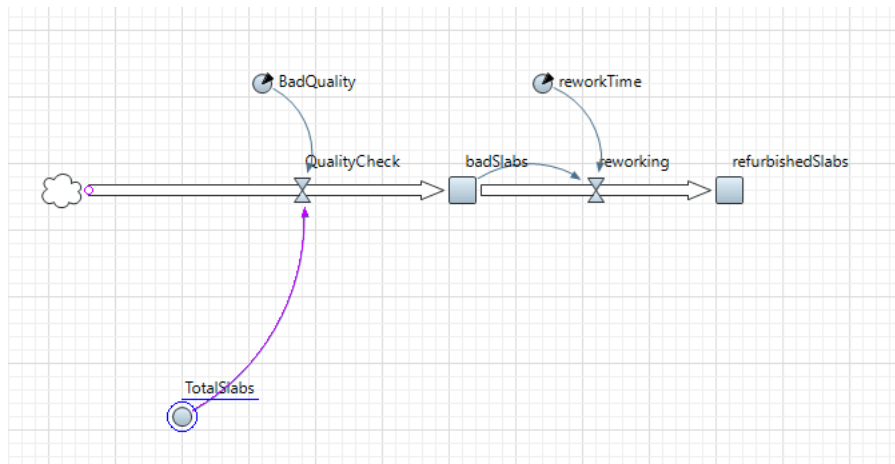 BadQuality
reworkTime
QualityCheck
badSlabs
reworking
refurbishedSlabs
TotalSlabs